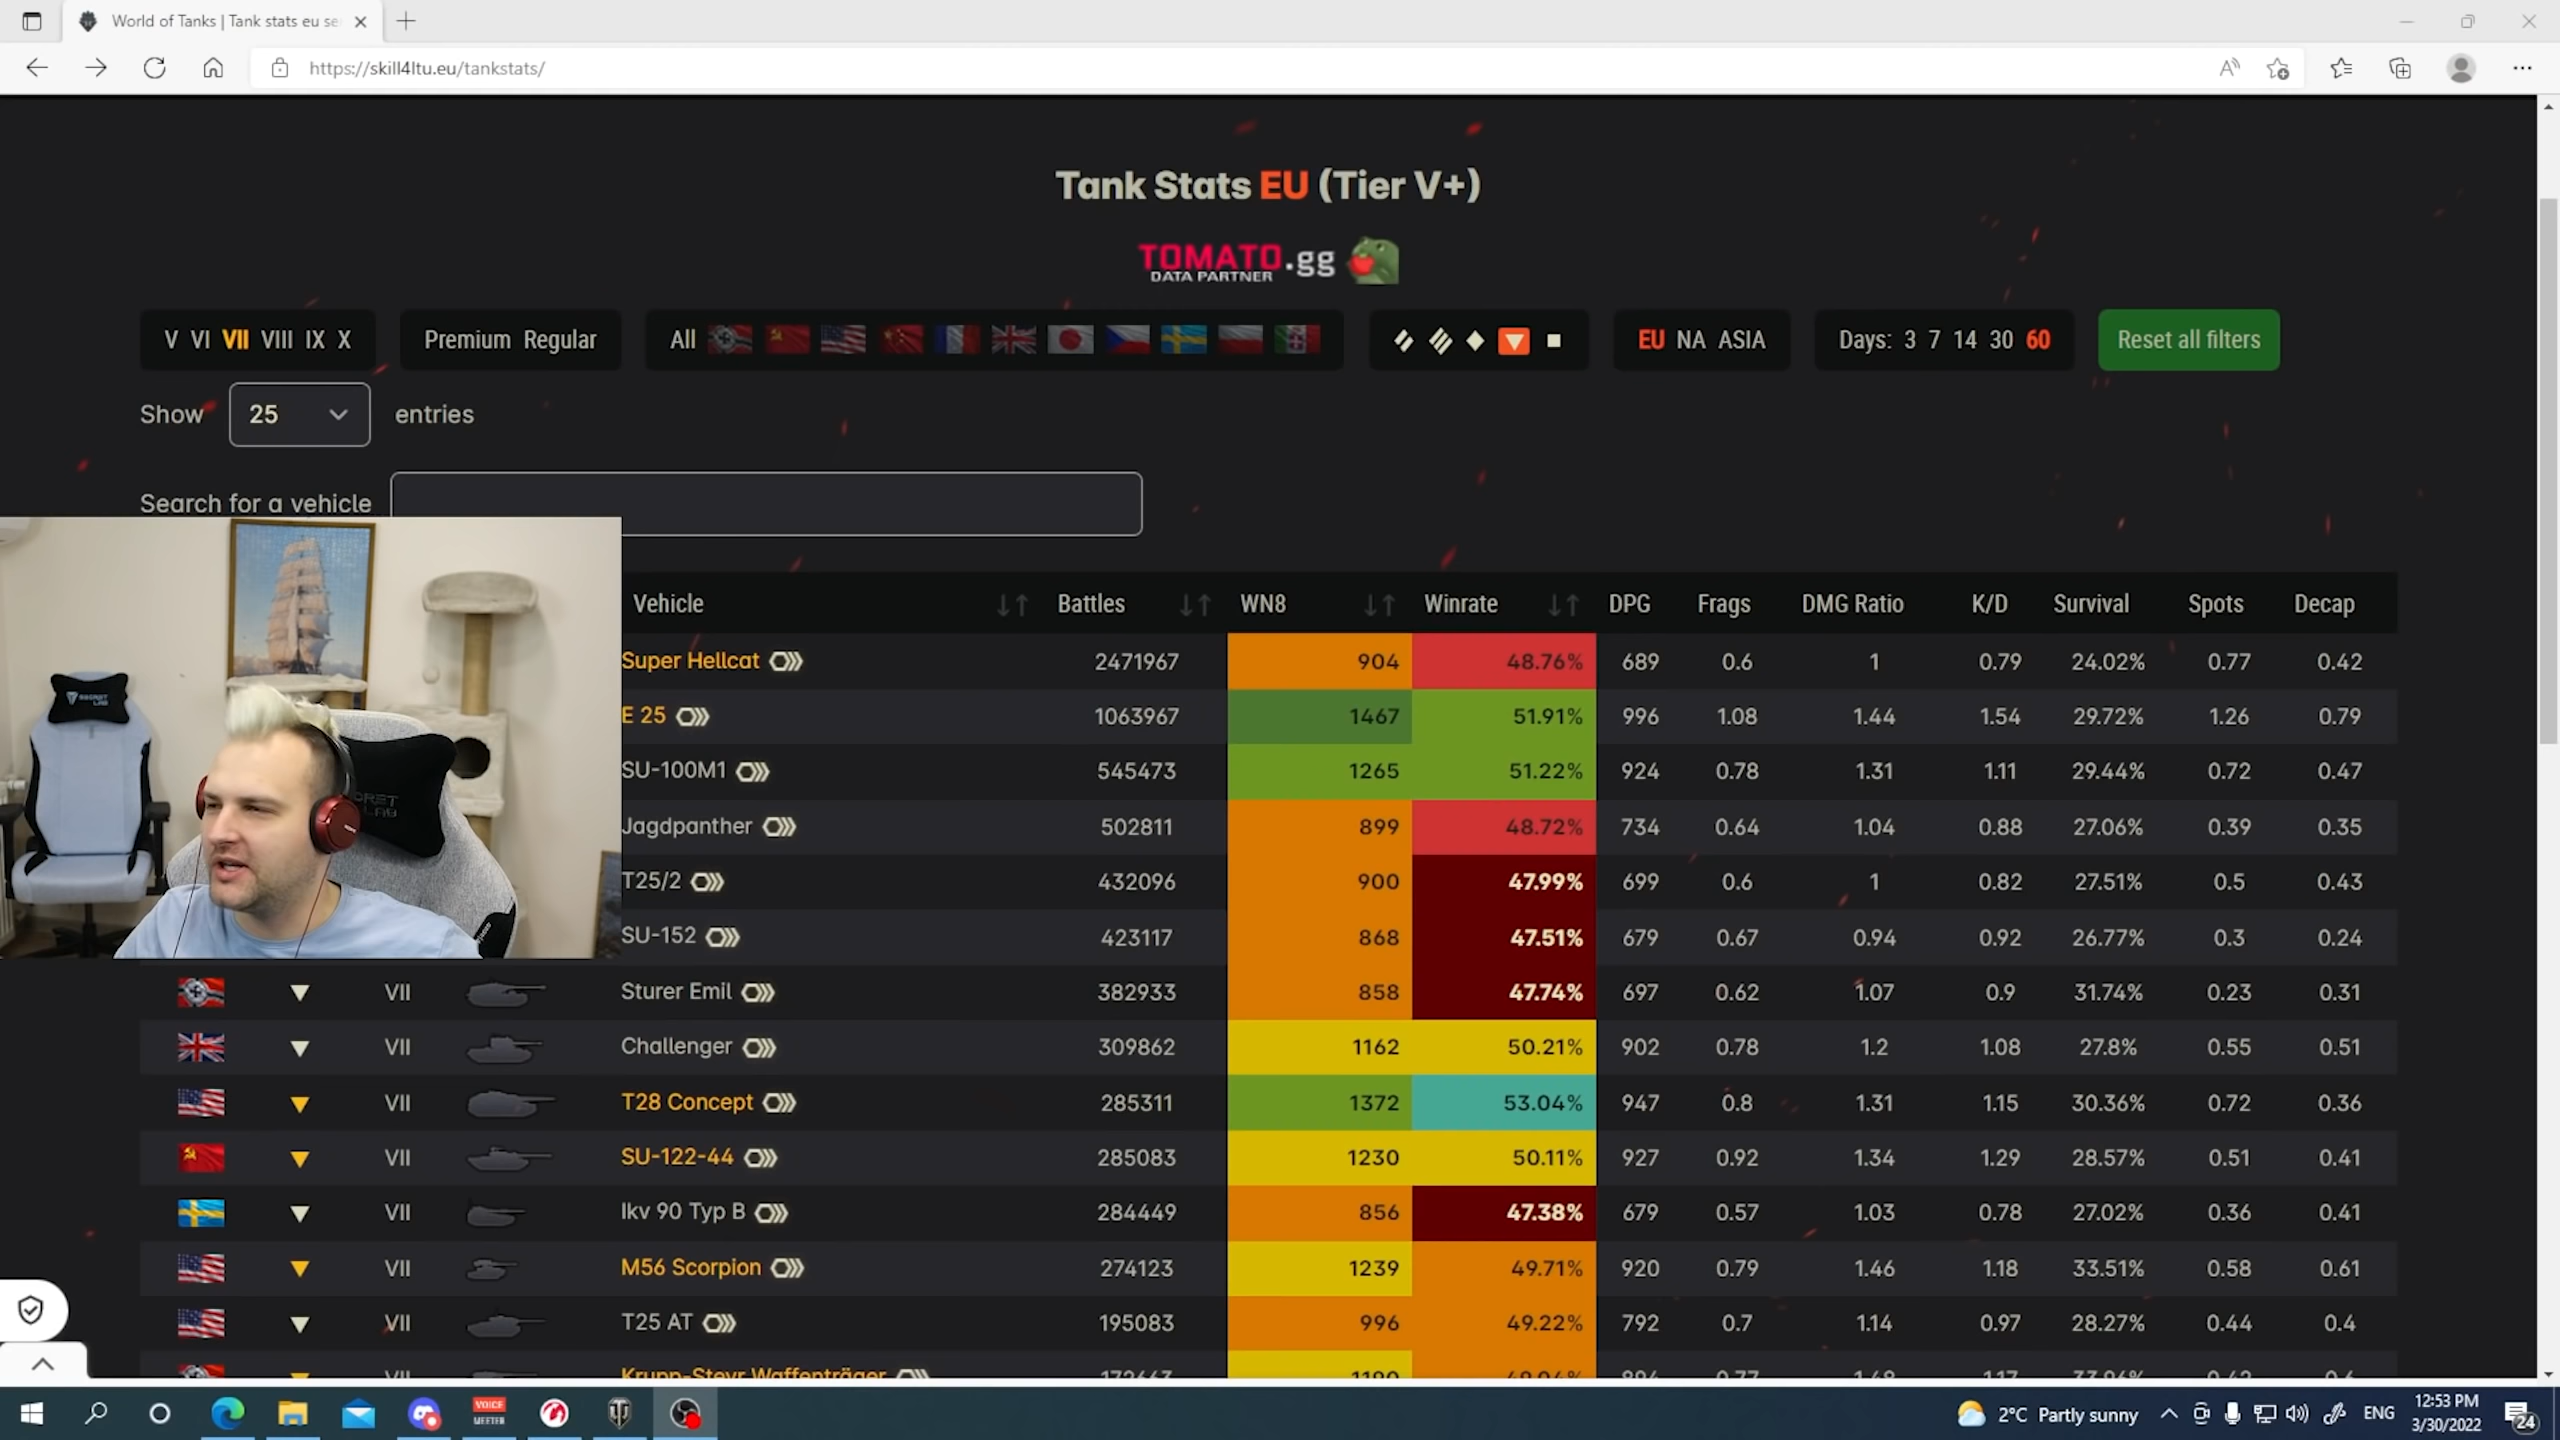 World of Tanks | Tank stats eu se
https://skill4ltu.eu/tankstats/
Tank Stats EU (Tier V+)
TOMATO.gg
DATA PARTNER
V VI VII VIII IX X Premium Regular All EU NA ASIA Days: 3 7 14 30 60 Reset all filters
Show 25 entries
Search for a vehicle
Vehicle Battles WN8 Winrate DPG Frags DMG Ratio K/D Survival Spots Decap
Super Hellcat 2471967 904 48.76% 689 0.6 1 0.79 24.02% 0.77 0.42
E 25 1063967 1467 51.91% 996 1.08 1.44 1.54 29.72% 1.26 0.79
SU-100M1 545473 1265 51.22% 924 0.78 1.31 1.11 29.44% 0.72 0.47
Jagdpanther 502811 899 48.72% 734 0.64 1.04 0.88 27.06% 0.39 0.35
T25/2 432096 900 47.99% 699 0.6 1 0.82 27.51% 0.5 0.43
SU-152 423117 868 47.51% 679 0.67 0.94 0.92 26.77% 0.3 0.24
VII Sturer Emil 382933 858 47.74% 697 0.62 1.07 0.9 31.74% 0.23 0.31
VII Challenger 309862 1162 50.21% 902 0.78 1.2 1.08 27.8% 0.55 0.51
VII T28 Concept 285311 1372 53.04% 947 0.8 1.31 1.15 30.36% 0.72 0.36
VII SU-122-44 285083 1230 50.11% 927 0.92 1.34 1.29 28.57% 0.51 0.41
VII Ikv 90 Typ B 284449 856 47.38% 679 0.57 1.03 0.78 27.02% 0.36 0.41
VII M56 Scorpion 274123 1239 49.71% 920 0.79 1.46 1.18 33.51% 0.58 0.61
VII T25 AT 195083 996 49.22% 792 0.7 1.14 0.97 28.27% 0.44 0.4
VII Krupp-Steyr Waffenträger
VOICE
MEETER
2°C Partly sunny ENG 12:53 PM
3/30/2022
24